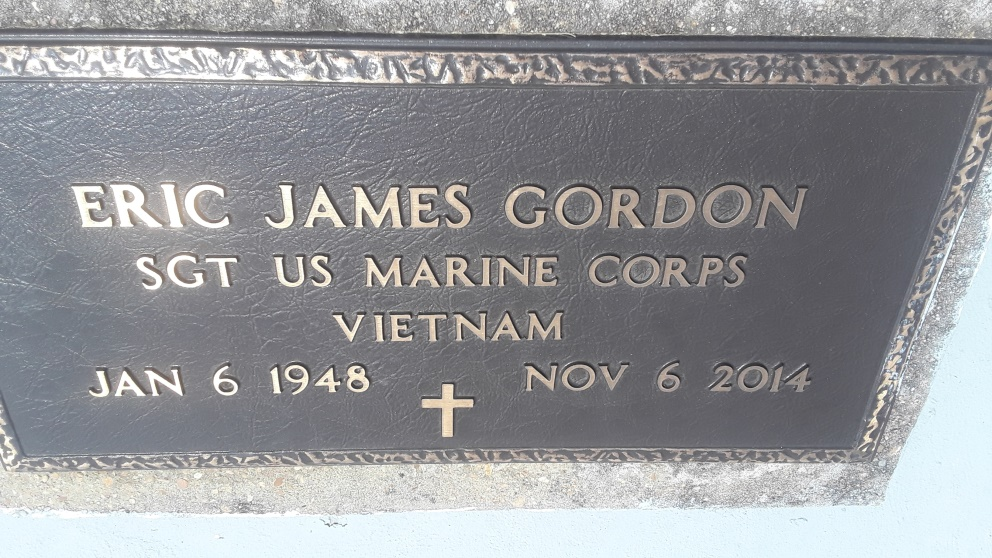 ERIC JAMES GORDON
SGT US MARINE CORPS
VIETNAM
JAN 6 1948 NOV 6 2014